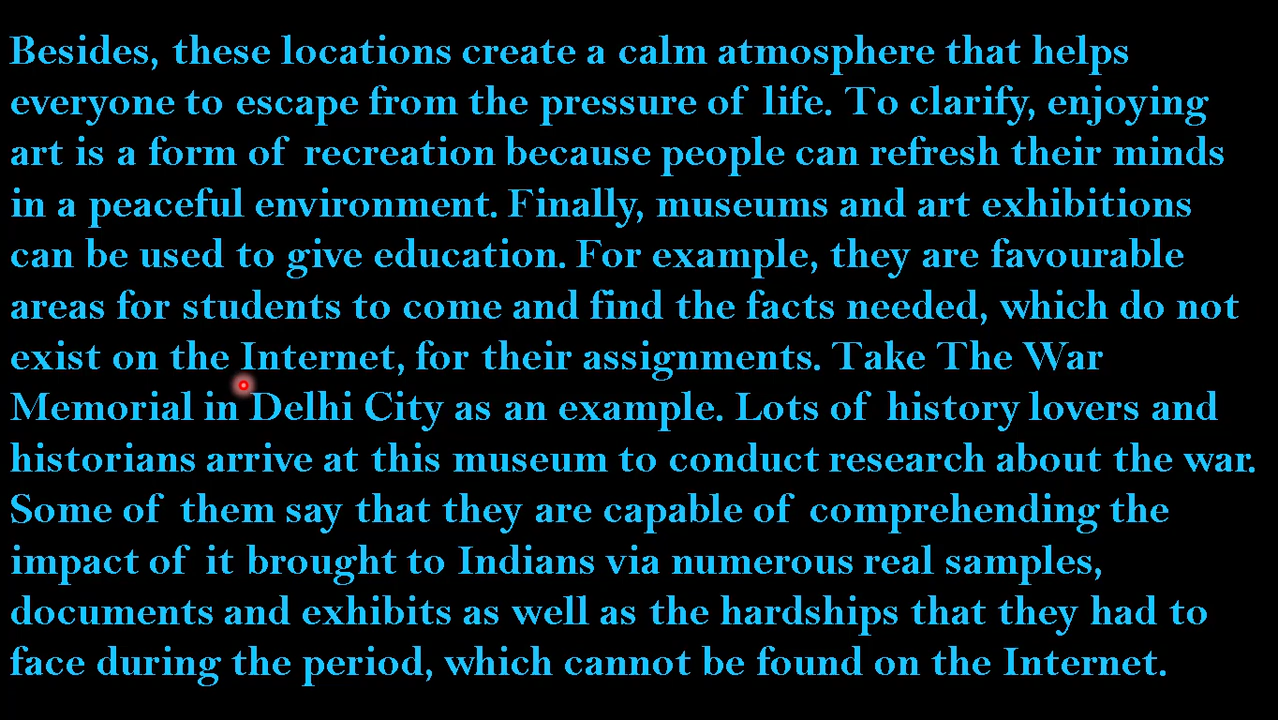 Besides, these locations create a calm atmosphere that helps
everyone to escape from the pressure of life. To clarify, enjoying
art is a form of recreation because people can refresh their minds
in a peaceful environment. Finally, museums and art exhibitions
can be used to give education. For example, they are favourable
areas for students to come and find the facts needed, which do not
exist on the Internet, for their assignments. Take The War
Memorial in Delhi City as an example. Lots of history lovers and
historians arrive at this museum to conduct research about the war.
Some of them say that they are capable of comprehending the
impact of it brought to Indians via numerous real samples,
documents and exhibits as well as the hardships that they had to
face during the period, which cannot be found on the Internet.